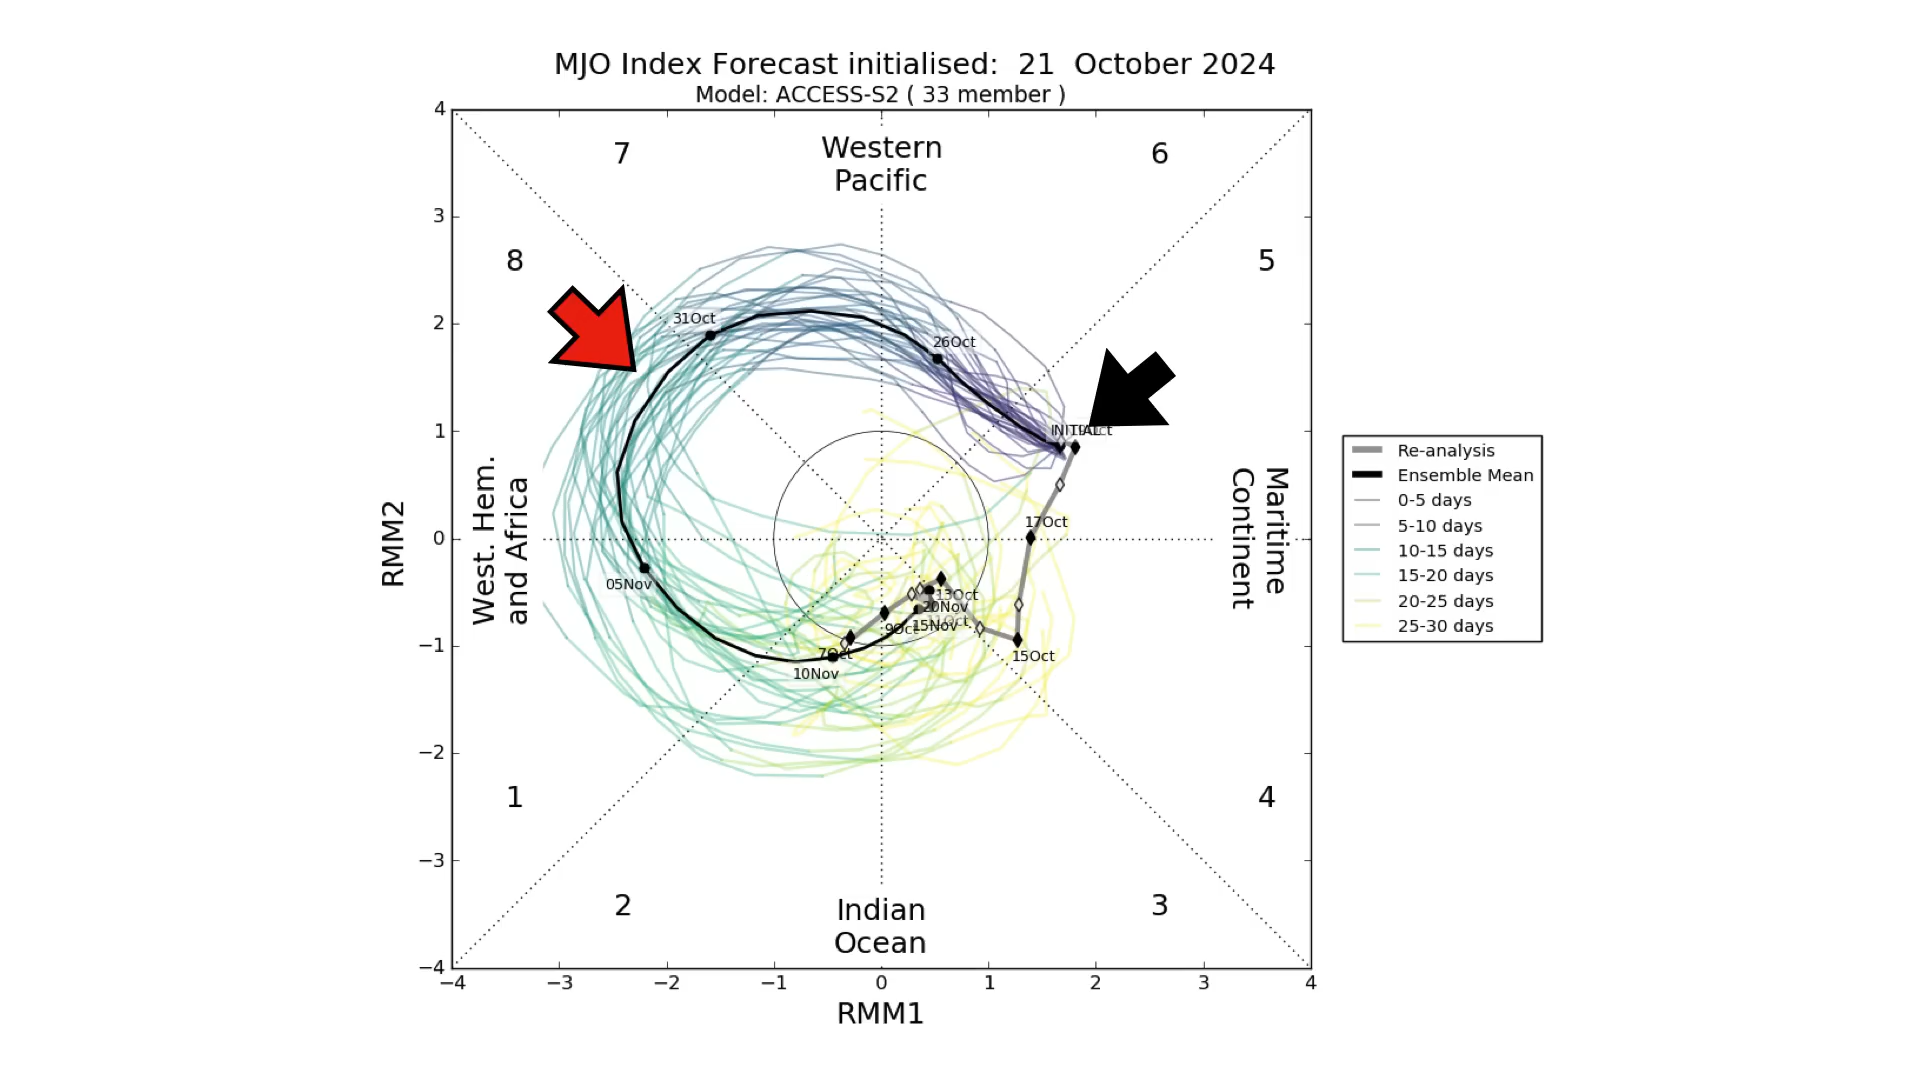 MJO Index Forecast initialised: 21 October 2024
Model: ACCESS-S2 ( 33 member )
4
3
2
1
0
−1
−2
−3
−4
RMM2
7
Western
Pacific
6
8
5
31Oct
26Oct
INITIAL
West. Hem.
and Africa
Maritime
Continent
17Oct
05Nov
13Oct
20Nov
9Oct
15Nov
7Oct
15Oct
10Nov
1
4
2
Indian
Ocean
3
−4
−3
−2
−1
0
1
2
3
4
RMM1
Re-analysis
Ensemble Mean
0-5 days
5-10 days
10-15 days
15-20 days
20-25 days
25-30 days